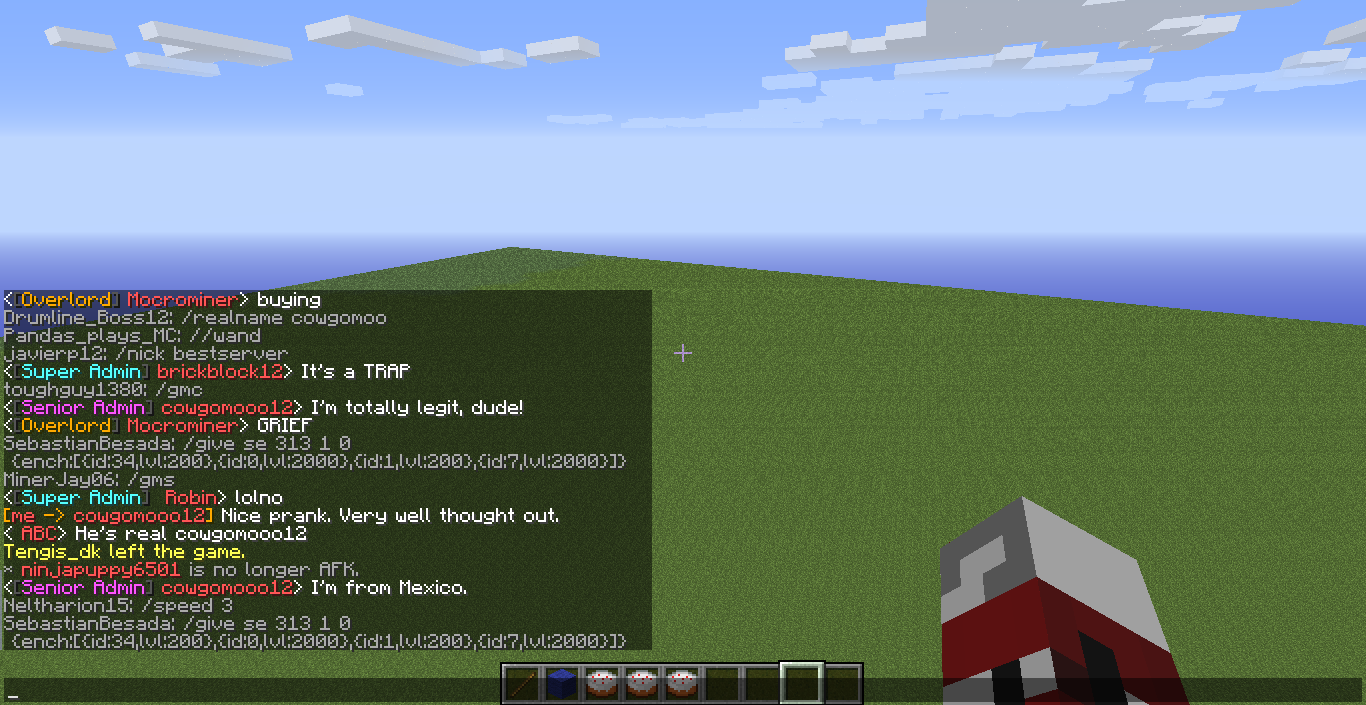 <[Overlord] Mocrominer> buying
Drumline_Boss12: /realname cowgomoo
Pandas_plays_MC: //wand
javierp12: /nick bestserver
<[Super Admin] brickblock12> It's a TRAP
toughguy1380: /gmc
<[Senior Admin] cowgomooo12> I'm totally legit, dude!
<[Overlord] Mocrominer> GRIEF
SebastianBesada: /give se 313 1 0
{ench:[{id:34,lvl:200},{id:0,lvl:2000},{id:1,lvl:200},{id:7,lvl:2000}]}
MinerJay06: /gms
<[Super Admin] Robin> lolno
[me -> cowgomooo12] Nice prank. Very well thought out.
< ABC> He's real cowgomooo12
Tengis_dk left the game.
* ninjapuppy6501 is no longer AFK.
<[Senior Admin] cowgomooo12> I'm from Mexico.
Neltharion15: /speed 3
SebastianBesada: /give se 313 1 0
{ench:[{id:34,lvl:200},{id:0,lvl:2000},{id:1,lvl:200},{id:7,lvl:2000}]}
_